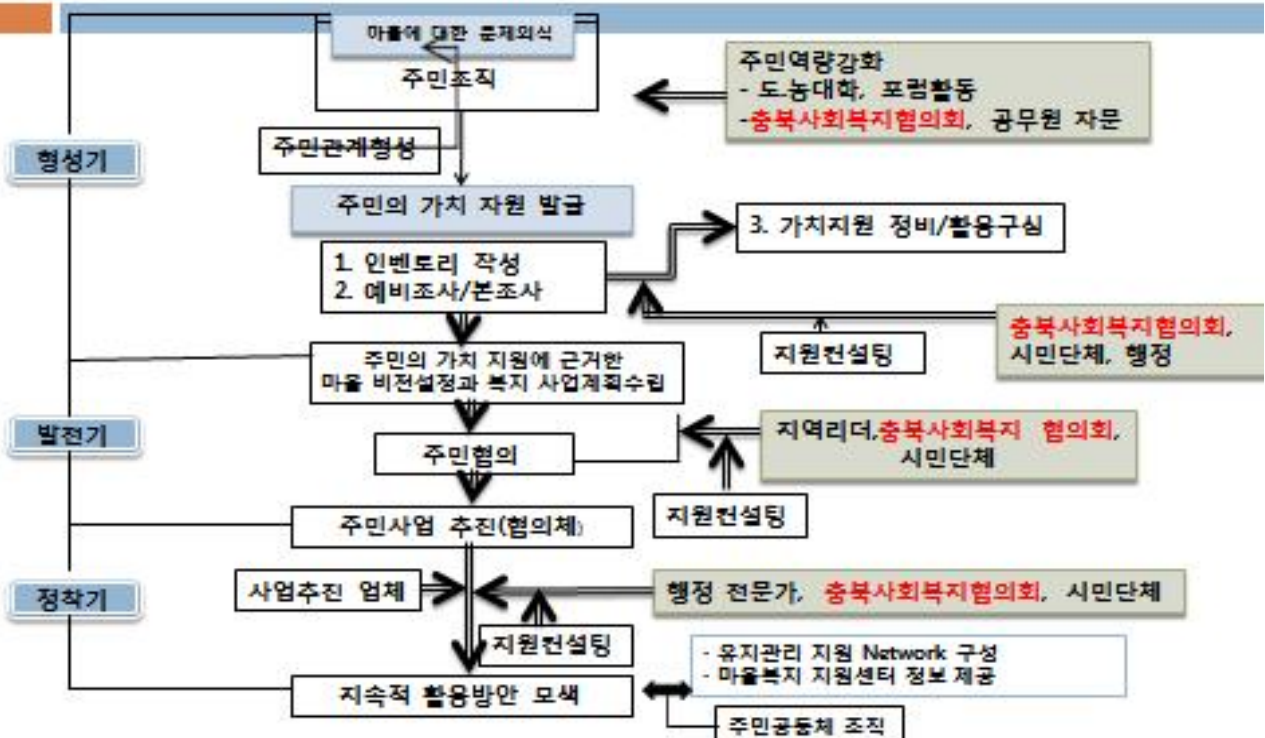 마을에 대한 문제의식
주민조직
주민역량강화
- 도.농대학, 포럼활동
-충북사회복지협의회, 공무원 자문
주민관계형성
형성기
주민의 가치 자원 발굴
3. 가치지원 정비/활용구심
1. 인벤토리 작성
2. 예비조사/본조사
충북사회복지협의회,
시민단체, 행정
지원컨설팅
주민의 가치 지원에 근거한
마을 비전설정과 복지 사업계획수립
발전기
지역리더,충북사회복지 협의회,
시민단체
주민협의
지원컨설팅
주민사업 추진(협의체)
정착기
사업추진 업체
행정 전문가, 충북사회복지협의회, 시민단체
지원컨설팅
- 유지관리 지원 Network 구성
- 마을복지 지원센터 정보 제공
지속적 활용방안 모색
주민공동체 조직